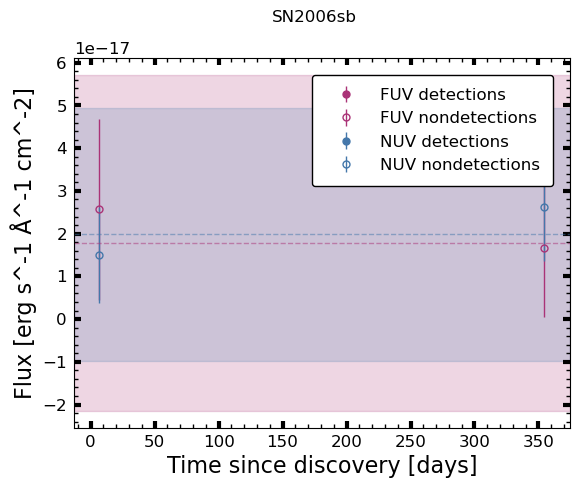 SN2006sb
1e−17
6
5
4
3
2
1
0
−1
−2
Flux [erg s^-1 Å^-1 cm^-2]
FUV detections
FUV nondetections
NUV detections
NUV nondetections
0 50 100 150 200 250 300 350
Time since discovery [days]